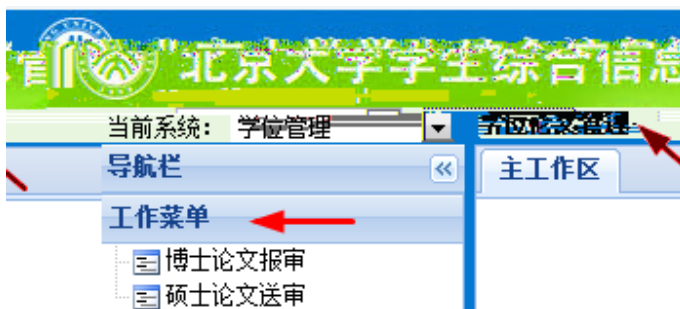 北京大学学生综合信息
当前系统： 学位管理
导航栏
主工作区
工作菜单
博士论文报审
硕士论文送审